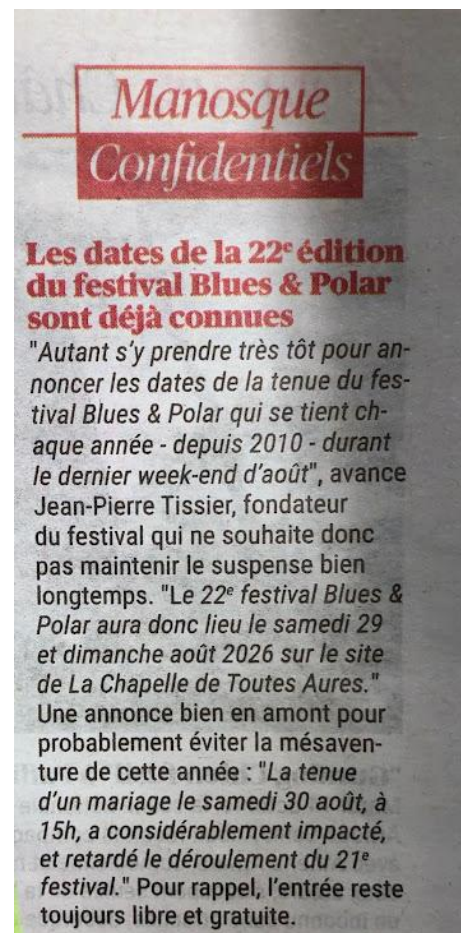 Manosque
Confidentiels
Les dates de la 22e édition
du festival Blues & Polar
sont déjà connues
"Autant s'y prendre très tôt pour an-
noncer les dates de la tenue du fes-
tival Blues & Polar qui se tient ch-
aque année - depuis 2010 - durant
le dernier week-end d'août", avance
Jean-Pierre Tissier, fondateur
du festival qui ne souhaite donc
pas maintenir le suspense bien
longtemps. "Le 22e festival Blues &
Polar aura donc lieu le samedi 29
et dimanche août 2026 sur le site
de La Chapelle de Toutes Aures."
Une annonce bien en amont pour
probablement éviter la mésaven-
ture de cette année : "La tenue
d'un mariage le samedi 30 août, à
15h, a considérablement impacté,
et retardé le déroulement du 21e
festival." Pour rappel, l'entrée reste
toujours libre et gratuite.